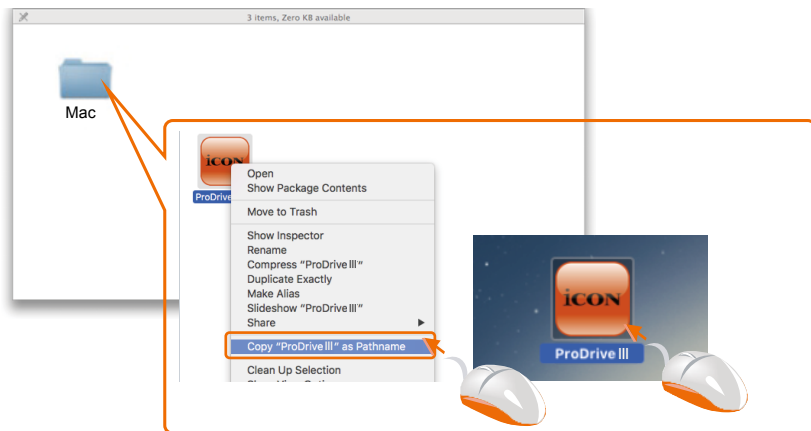 3 items, Zero KB available
Mac
iCON
ProDrive
Open
Show Package Contents
Move to Trash
Show Inspector
Rename
Compress “ProDrive III”
Duplicate Exactly
Make Alias
Slideshow “ProDrive III”
Share
Copy “ProDrive III” as Pathname
Clean Up Selection
iCON
ProDrive III